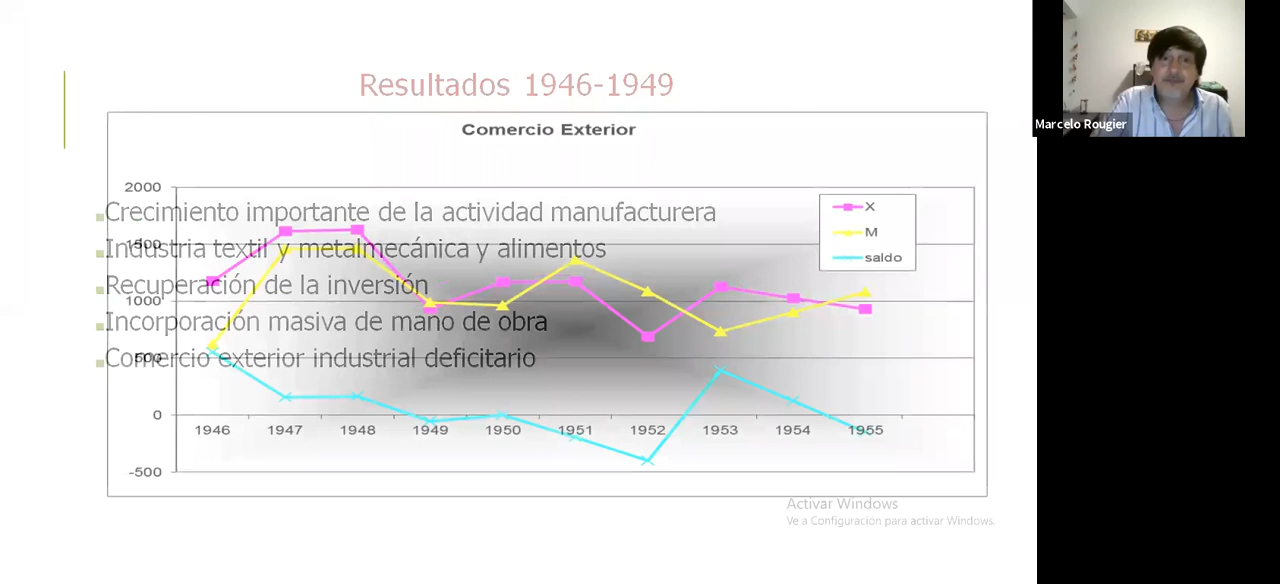 Resultados 1946-1949
Comercio Exterior
Crecimiento importante de la actividad manufacturera
Industria textil y metalmecánica y alimentos
Recuperación de la inversión
Incorporación masiva de mano de obra
Comercio exterior industrial deficitario
2000
1500
1000
500
0
-500
1946 1947 1948 1949 1950 1951 1952 1953 1954 1955
X
M
saldo
Activar Windows
Ve a Configuración para activar Windows.
Marcelo Rougier